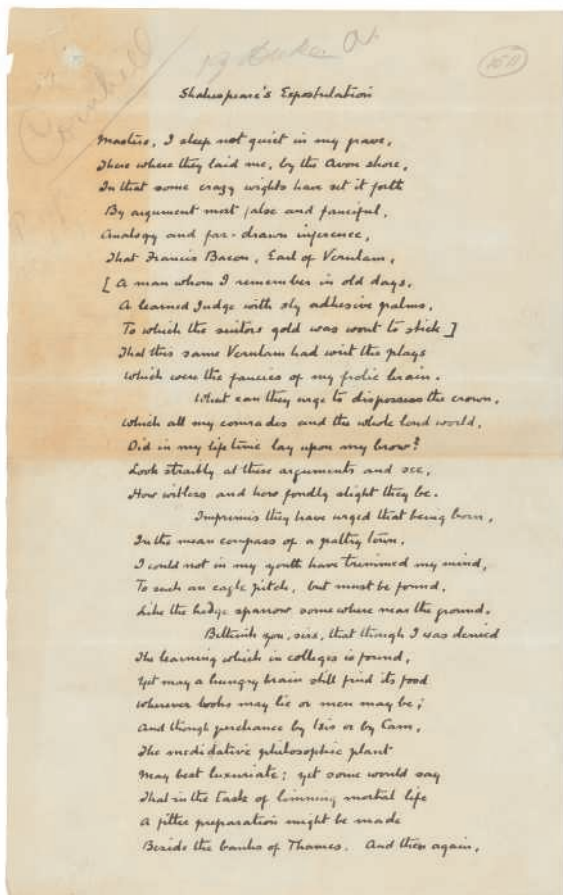 Cornhill
158
Shakespeare's Expostulation
Masters, I sleep not quiet in my grave,
There where they laid me, by the Avon shore,
In that some crazy wights have set it forth
By argument most false and fanciful,
Analogy and far-drawn inference,
That Francis Bacon, Earl of Verulam,
[ A man whom I remember in old days,
A learned Judge with sly adhesive palms,
To which the suitors gold was wont to stick ]
That this same Verulam had writ the plays
Which were the fancies of my frolic brain.
What can they urge to dispossess the crown,
Which all my comrades and the whole loud world,
Did in my lifetime lay upon my brow?
Look straitly at these arguments and see,
How witless and how fondly slight they be.
Imprimis they have urged that being born,
In the mean compass of a paltry town,
I could not in my youth have trimmed my mind,
To such an eagle pitch, but must be found,
Like the hedge sparrow somewhere near the ground.
Bethink you, sirs, that though I was denied
The learning which in colleges is found,
Yet may a hungry brain still find its food
Wherever books may lie or men may be;
And though perchance by Isis or by Cam,
The meditative philosophic plant
May best luxuriate; yet some would say
That in the task of limning mortal life
A fitter preparation might be made
Beside the banks of Thames. And then again,